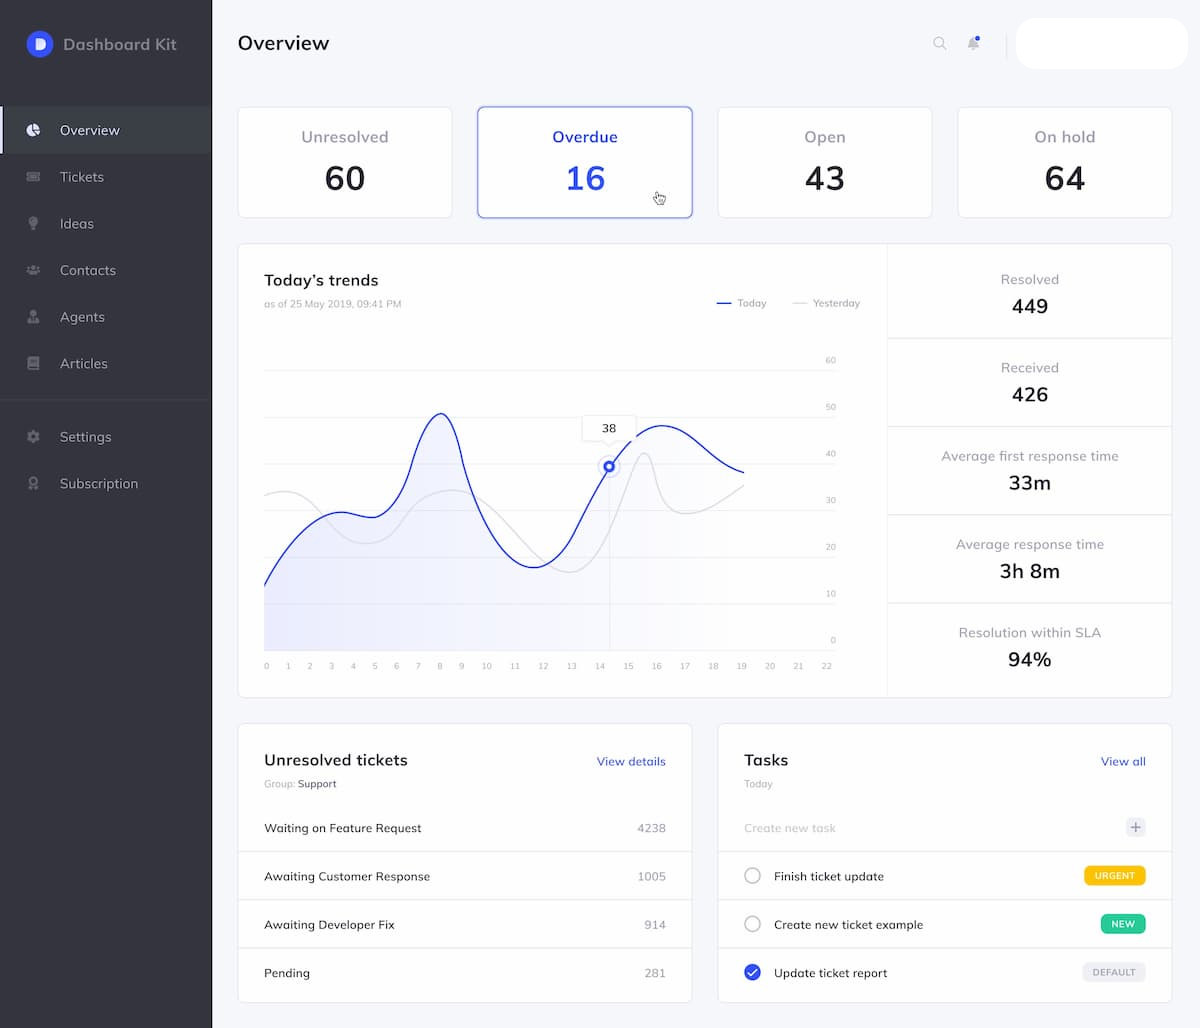 Dashboard Kit
Overview
Tickets
Ideas
Contacts
Agents
Articles
Settings
Subscription
Overview
Unresolved
60
Overdue
16
Open
43
On hold
64
Today’s trends
as of 25 May 2019, 09:41 PM
Today
Yesterday
60
50
40
30
20
10
0
38
0 1 2 3 4 5 6 7 8 9 10 11 12 13 14 15 16 17 18 19 20 21 22
Resolved
449
Received
426
Average first response time
33m
Average response time
3h 8m
Resolution within SLA
94%
Unresolved tickets
View details
Group: Support
Waiting on Feature Request 4238
Awaiting Customer Response 1005
Awaiting Developer Fix 914
Pending 281
Tasks
View all
Today
Create new task
Finish ticket update URGENT
Create new ticket example NEW
Update ticket report DEFAULT